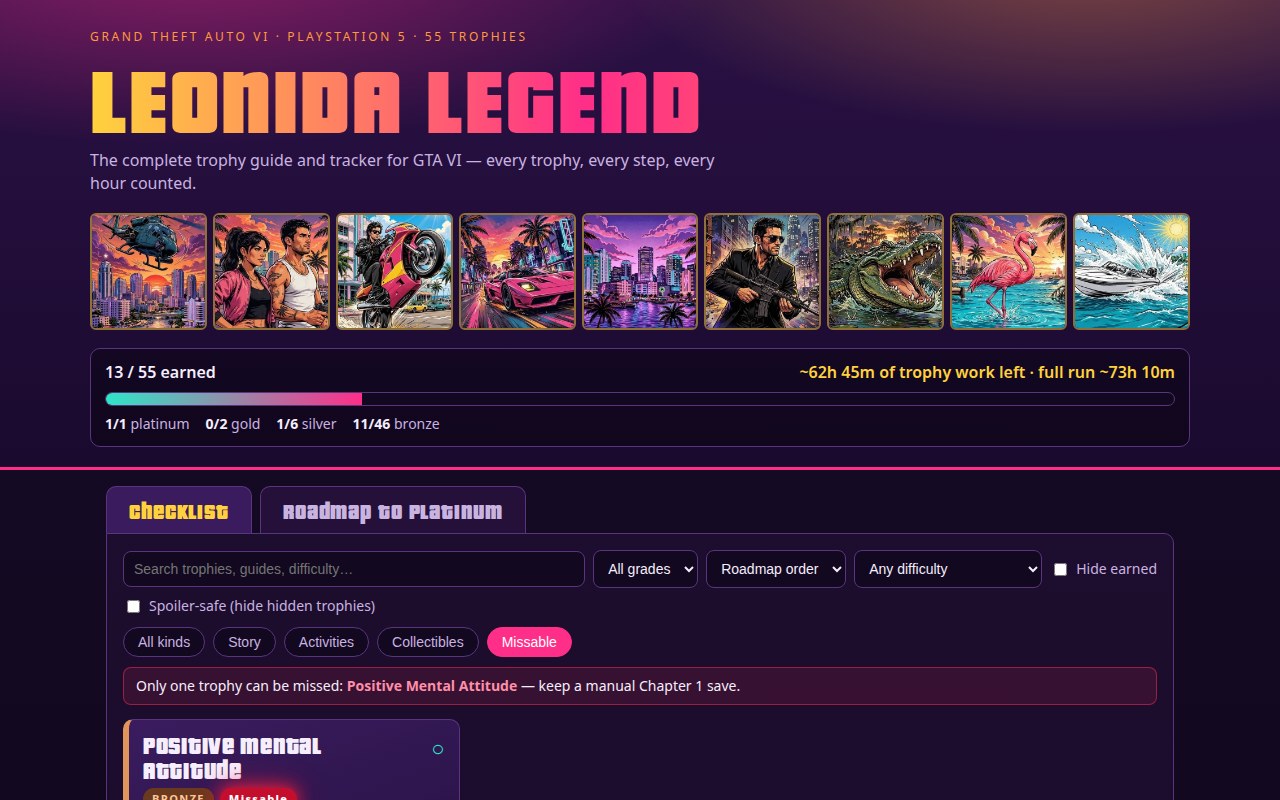 GRAND THEFT AUTO VI · PLAYSTATION 5 · 55 TROPHIES
LEONIDA LEGEND
The complete trophy guide and tracker for GTA VI — every trophy, every step, every
hour counted.
13 / 55 earned
~62h 45m of trophy work left · full run ~73h 10m
1/1 platinum 0/2 gold 1/6 silver 11/46 bronze
Checklist
Roadmap to Platinum
Search trophies, guides, difficulty…
All grades
Roadmap order
Any difficulty
Hide earned
Spoiler-safe (hide hidden trophies)
All kinds
Story
Activities
Collectibles
Missable
Only one trophy can be missed: Positive Mental Attitude — keep a manual Chapter 1 save.
Positive Mental
Attitude
BRONZE
Missable